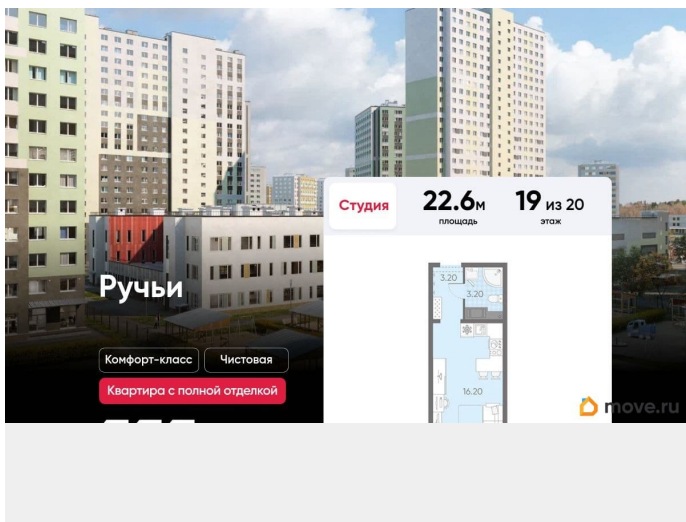 Студия
22.6м
площадь
19 из 20
этаж
Ручьи
Комфорт-класс
Чистовая
Квартира с полной отделкой
3.20
3.20
16.20
move.ru